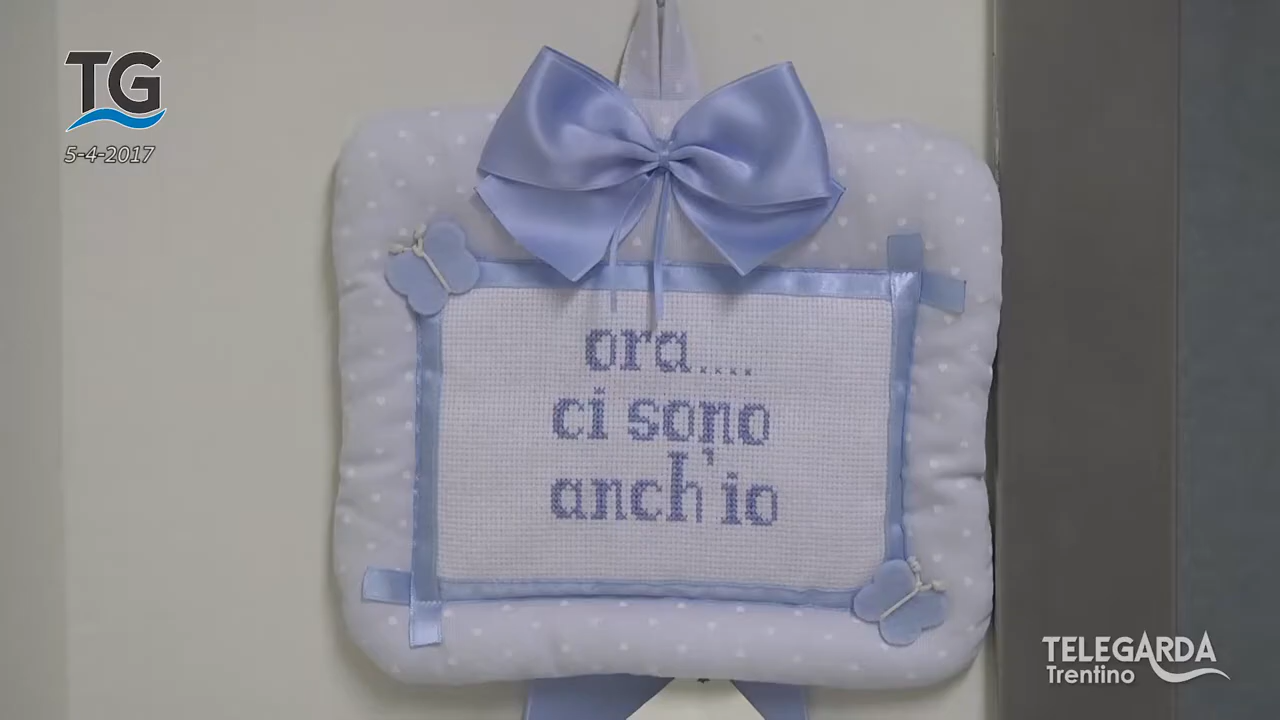 TG
5-4-2017
ora....
ci sono
anch'io
TELEGARDA
Trentino